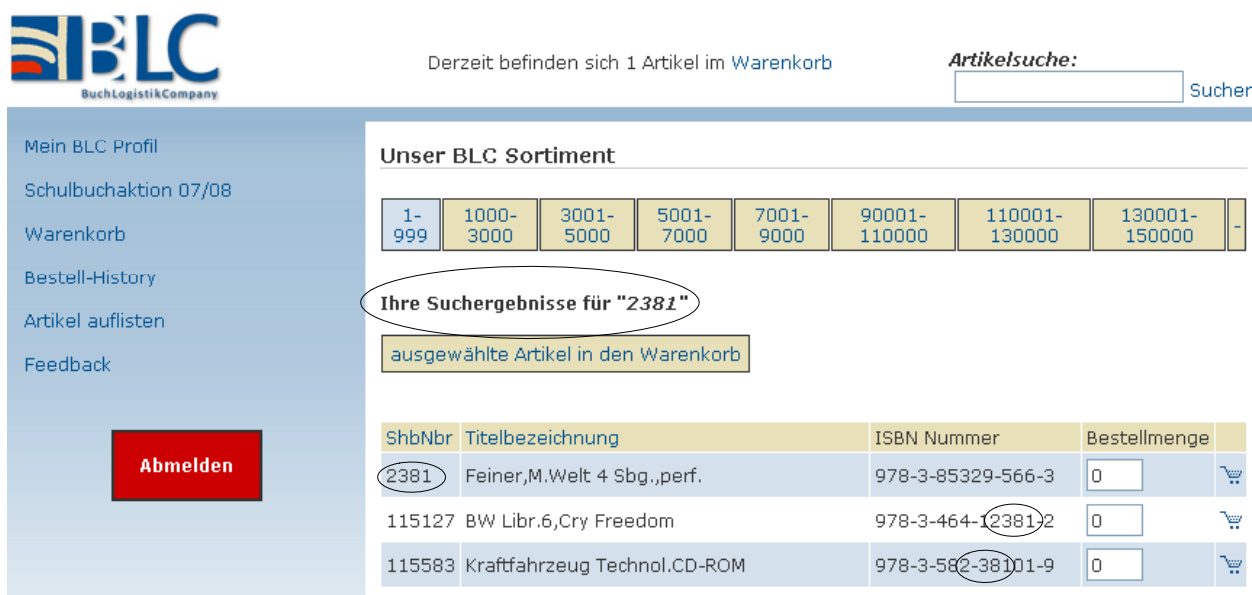 BLC
BuchLogistikCompany
Derzeit befinden sich 1 Artikel im Warenkorb
Artikelsuche:
Suchen
Mein BLC Profil
Schulbuchaktion 07/08
Warenkorb
Bestell-History
Artikel auflisten
Feedback
Abmelden
Unser BLC Sortiment
1-999 1000-3000 3001-5000 5001-7000 7001-9000 90001-110000 110001-130000 130001-150000 -
Ihre Suchergebnisse für "2381"
ausgewählte Artikel in den Warenkorb
ShbNbr Titelbezeichnung ISBN Nummer Bestellmenge
2381 Feiner,M.Welt 4 Sbg.,perf. 978-3-85329-566-3 0
115127 BW Libr.6,Cry Freedom 978-3-464-12381-2 0
115583 Kraftfahrzeug Technol.CD-ROM 978-3-582-38101-9 0